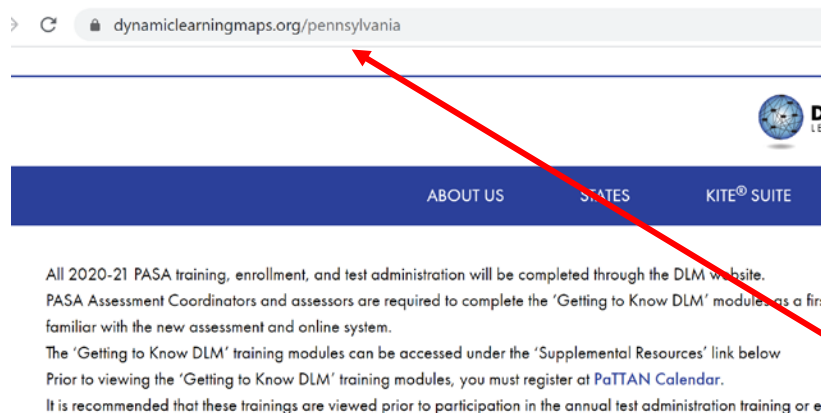 dynamiclearningmaps.org/pennsylvania
ABOUT US STATES KITE® SUITE
All 2020-21 PASA training, enrollment, and test administration will be completed through the DLM website.
PASA Assessment Coordinators and assessors are required to complete the ‘Getting to Know DLM’ modules as a
familiar with the new assessment and online system.
The ‘Getting to Know DLM’ training modules can be accessed under the ‘Supplemental Resources’ link below
Prior to viewing the ‘Getting to Know DLM’ training modules, you must register at PaTTAN Calendar.
It is recommended that these trainings are viewed prior to participation in the annual test administration training or